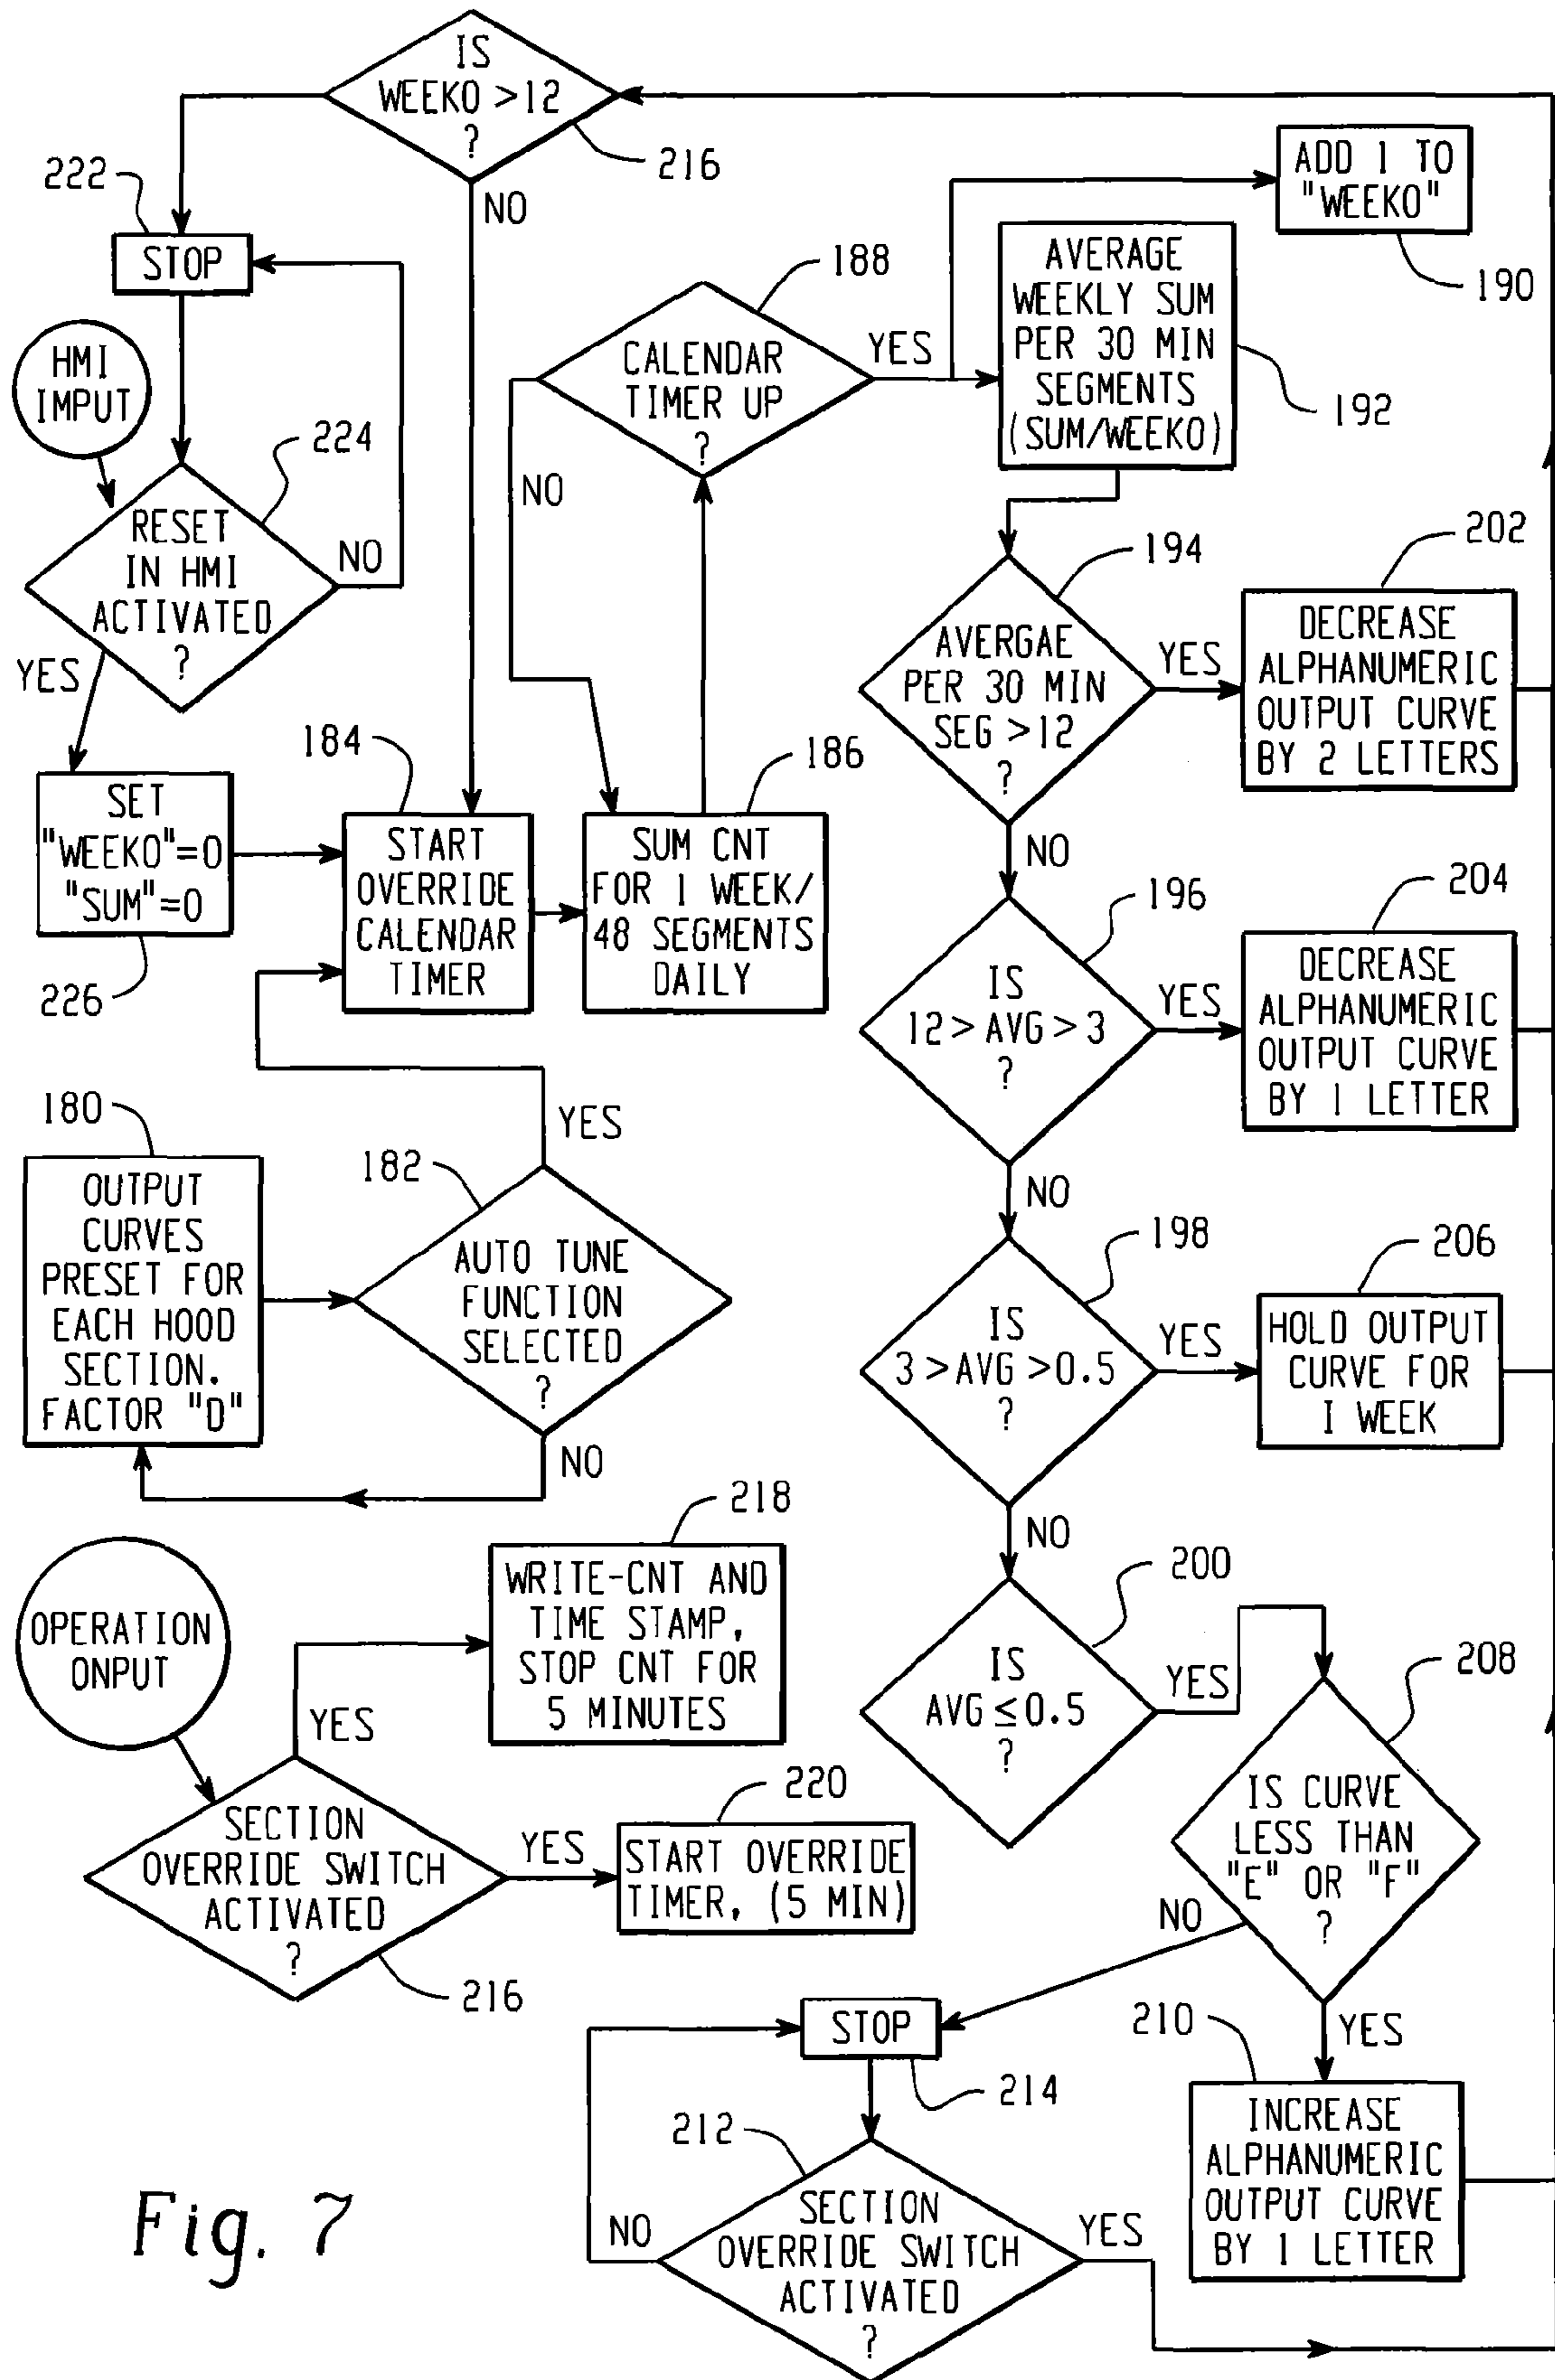 IS
WEEKO >12
?
216
NO
222
STOP
HMI
IMPUT
224
RESET
IN HMI
ACTIVATED
?
NO
YES
SET
"WEEKO"=0
"SUM"=0
226
184
START
OVERRIDE
CALENDAR
TIMER
186
SUM CNT
FOR 1 WEEK/
48 SEGMENTS
DAILY
188
CALENDAR
TIMER UP
?
YES
NO
ADD 1 TO
"WEEKO"
190
AVERAGE
WEEKLY SUM
PER 30 MIN
SEGMENTS
(SUM/WEEKO)
192
194
AVERGAE
PER 30 MIN
SEG >12
?
YES
NO
202
DECREASE
ALPHANUMERIC
OUTPUT CURVE
BY 2 LETTERS
196
IS
12 > AVG > 3
?
YES
NO
204
DECREASE
ALPHANUMERIC
OUTPUT CURVE
BY 1 LETTER
180
OUTPUT
CURVES
PRESET FOR
EACH HOOD
SECTION.
FACTOR "D"
182
AUTO TUNE
FUNCTION
SELECTED
?
YES
NO
198
IS
3 > AVG >0.5
?
YES
NO
206
HOLD OUTPUT
CURVE FOR
1 WEEK
200
IS
AVG ≤ 0.5
?
YES
208
IS CURVE
LESS THAN
"E" OR "F"
?
NO
YES
OPERATION
ONPUT
218
WRITE-CNT AND
TIME STAMP,
STOP CNT FOR
5 MINUTES
YES
SECTION
OVERRIDE SWITCH
ACTIVATED
?
216
YES
220
START OVERRIDE
TIMER, (5 MIN)
STOP
214
210
INCREASE
ALPHANUMERIC
OUTPUT CURVE
BY 1 LETTER
212
SECTION
OVERRIDE SWITCH
ACTIVATED
?
NO
YES
Fig. 7